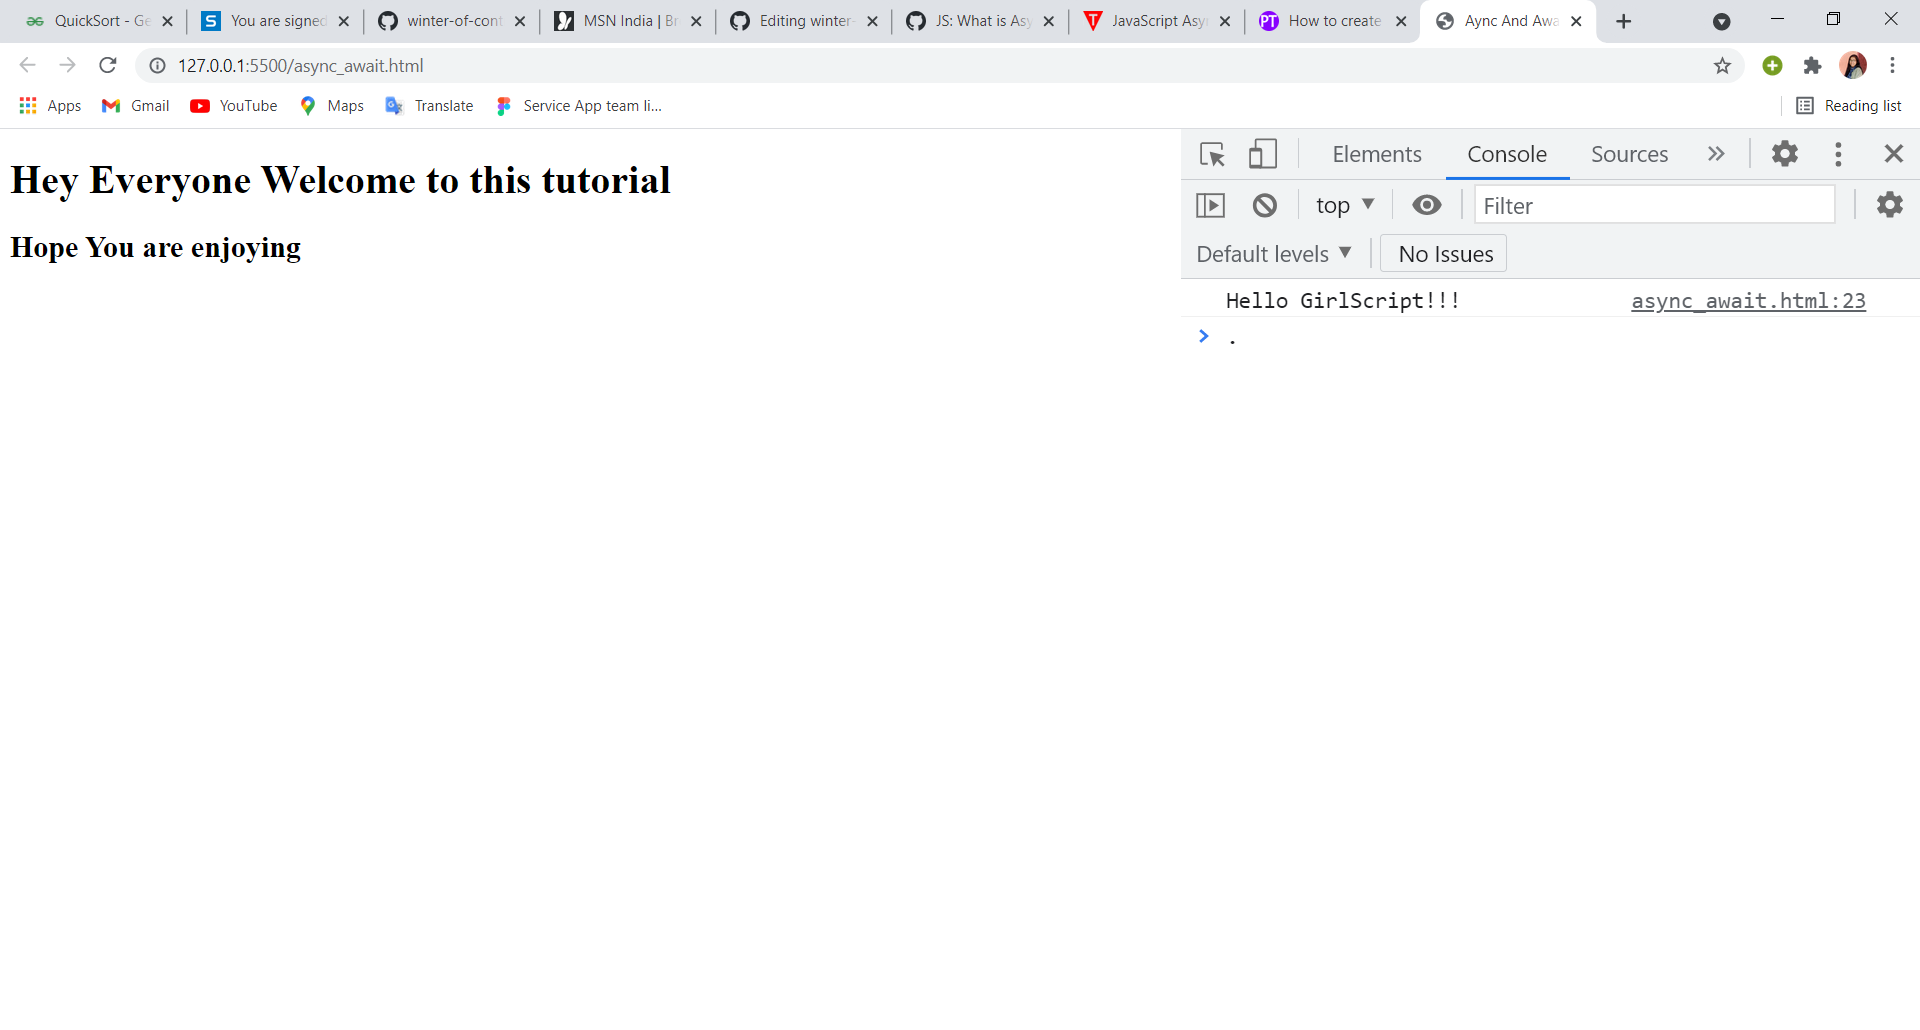 QuickSort - Ge
You are signed
winter-of-cont
MSN India | Br
Editing winter-
JS: What is Asy
JavaScript Asy
How to create
Aync And Awa
127.0.0.1:5500/async_await.html
Apps
Gmail
YouTube
Maps
Translate
Service App team li...
Reading list
Hey Everyone Welcome to this tutorial
Hope You are enjoying
Elements Console Sources
top Filter
Default levels No Issues
Hello GirlScript!!! async_await.html:23
> .